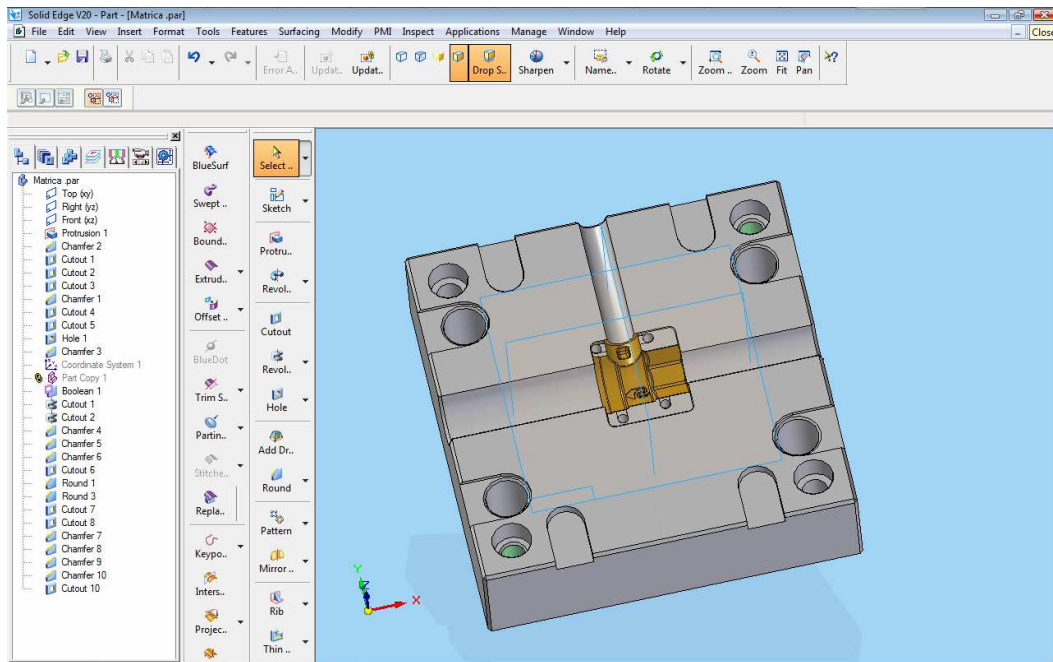 Solid Edge V20 - Part - [Matrica .par]
File Edit View Insert Format Tools Features Surfacing Modify PMI Inspect Applications Manage Window Help
Close
Error A.. Updat.. Updat.. Drop S.. Sharpen Name.. Rotate Zoom .. Zoom Fit Pan
Matrica .par
Top (xy)
Right (yz)
Front (xz)
Protrusion 1
Chamfer 2
Cutout 1
Cutout 2
Cutout 3
Chamfer 1
Cutout 4
Cutout 5
Hole 1
Chamfer 3
Coordinate System 1
Part Copy 1
Boolean 1
Cutout 1
Cutout 2
Chamfer 4
Chamfer 5
Chamfer 6
Cutout 6
Round 1
Round 3
Cutout 7
Cutout 8
Chamfer 7
Chamfer 8
Chamfer 9
Chamfer 10
Cutout 10
BlueSurf
Swept ..
Bound..
Extrud..
Offset ..
BlueDot
Trim S..
Partin..
Stitche..
Repla..
Keypo..
Inters..
Projec..
Select ..
Sketch
Protru..
Revol..
Cutout
Revol..
Hole
Add Dr..
Round
Pattern
Mirror ..
Rib
Thin ..
Y
Z
X